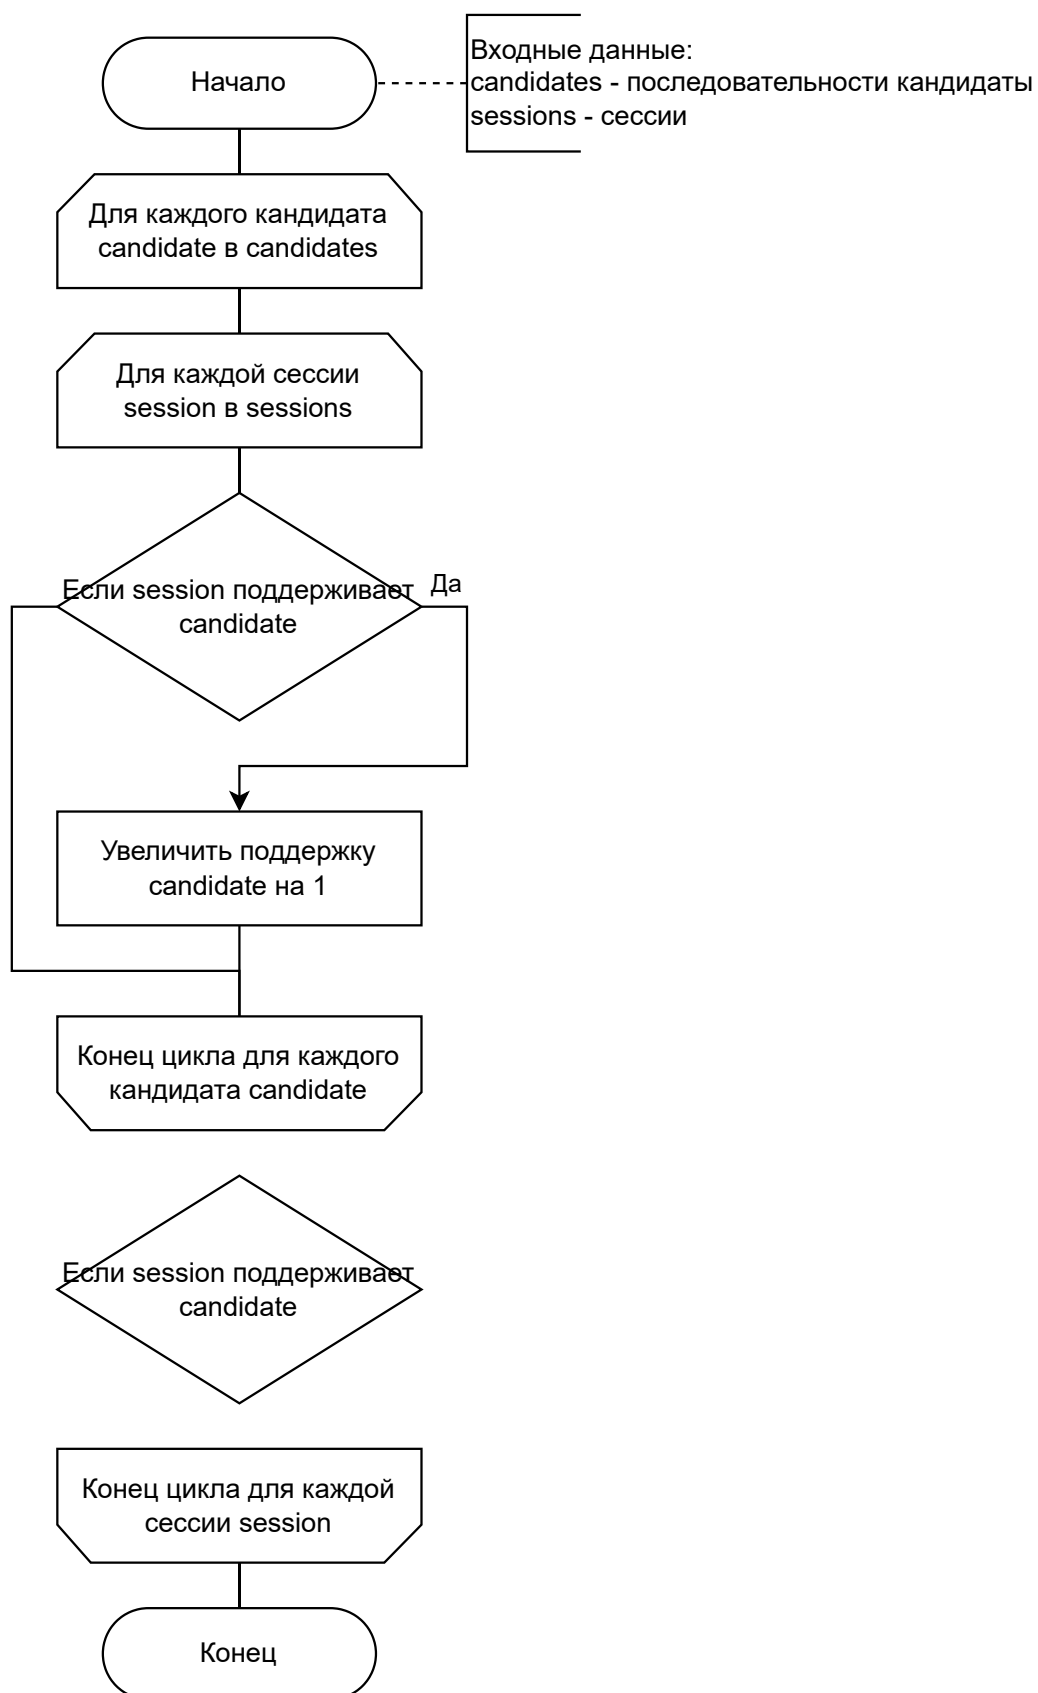 Начало
Входные данные:
candidates - последовательности кандидаты
sessions - сессии
Для каждого кандидата
candidate в candidates
Для каждой сессии
session в sessions
Если session поддерживает
candidate
Да
Увеличить поддержку
candidate на 1
Конец цикла для каждого
кандидата candidate
Если session поддерживает
candidate
Конец цикла для каждой
сессии session
Конец